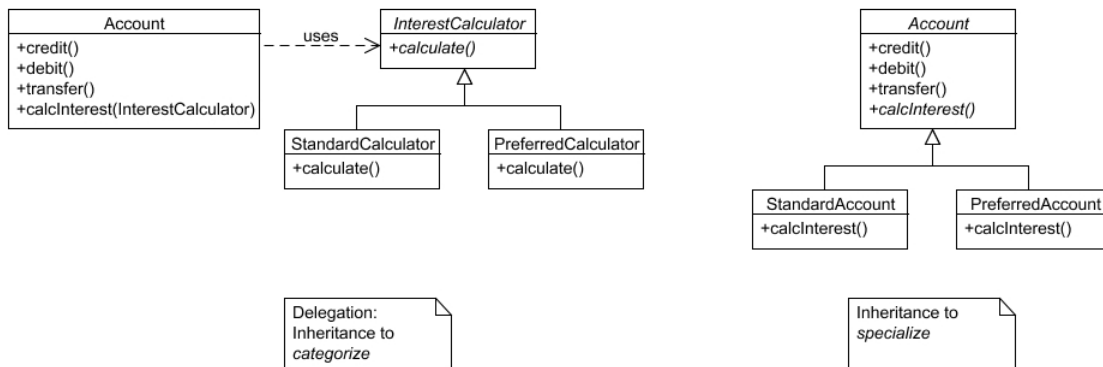 Account
+credit()
+debit()
+transfer()
+calcInterest(InterestCalculator)
uses
InterestCalculator
+calculate()
StandardCalculator
+calculate()
PreferredCalculator
+calculate()
Delegation:
Inheritance to
categorize
Account
+credit()
+debit()
+transfer()
+calcInterest()
StandardAccount
+calcInterest()
PreferredAccount
+calcInterest()
Inheritance to
specialize